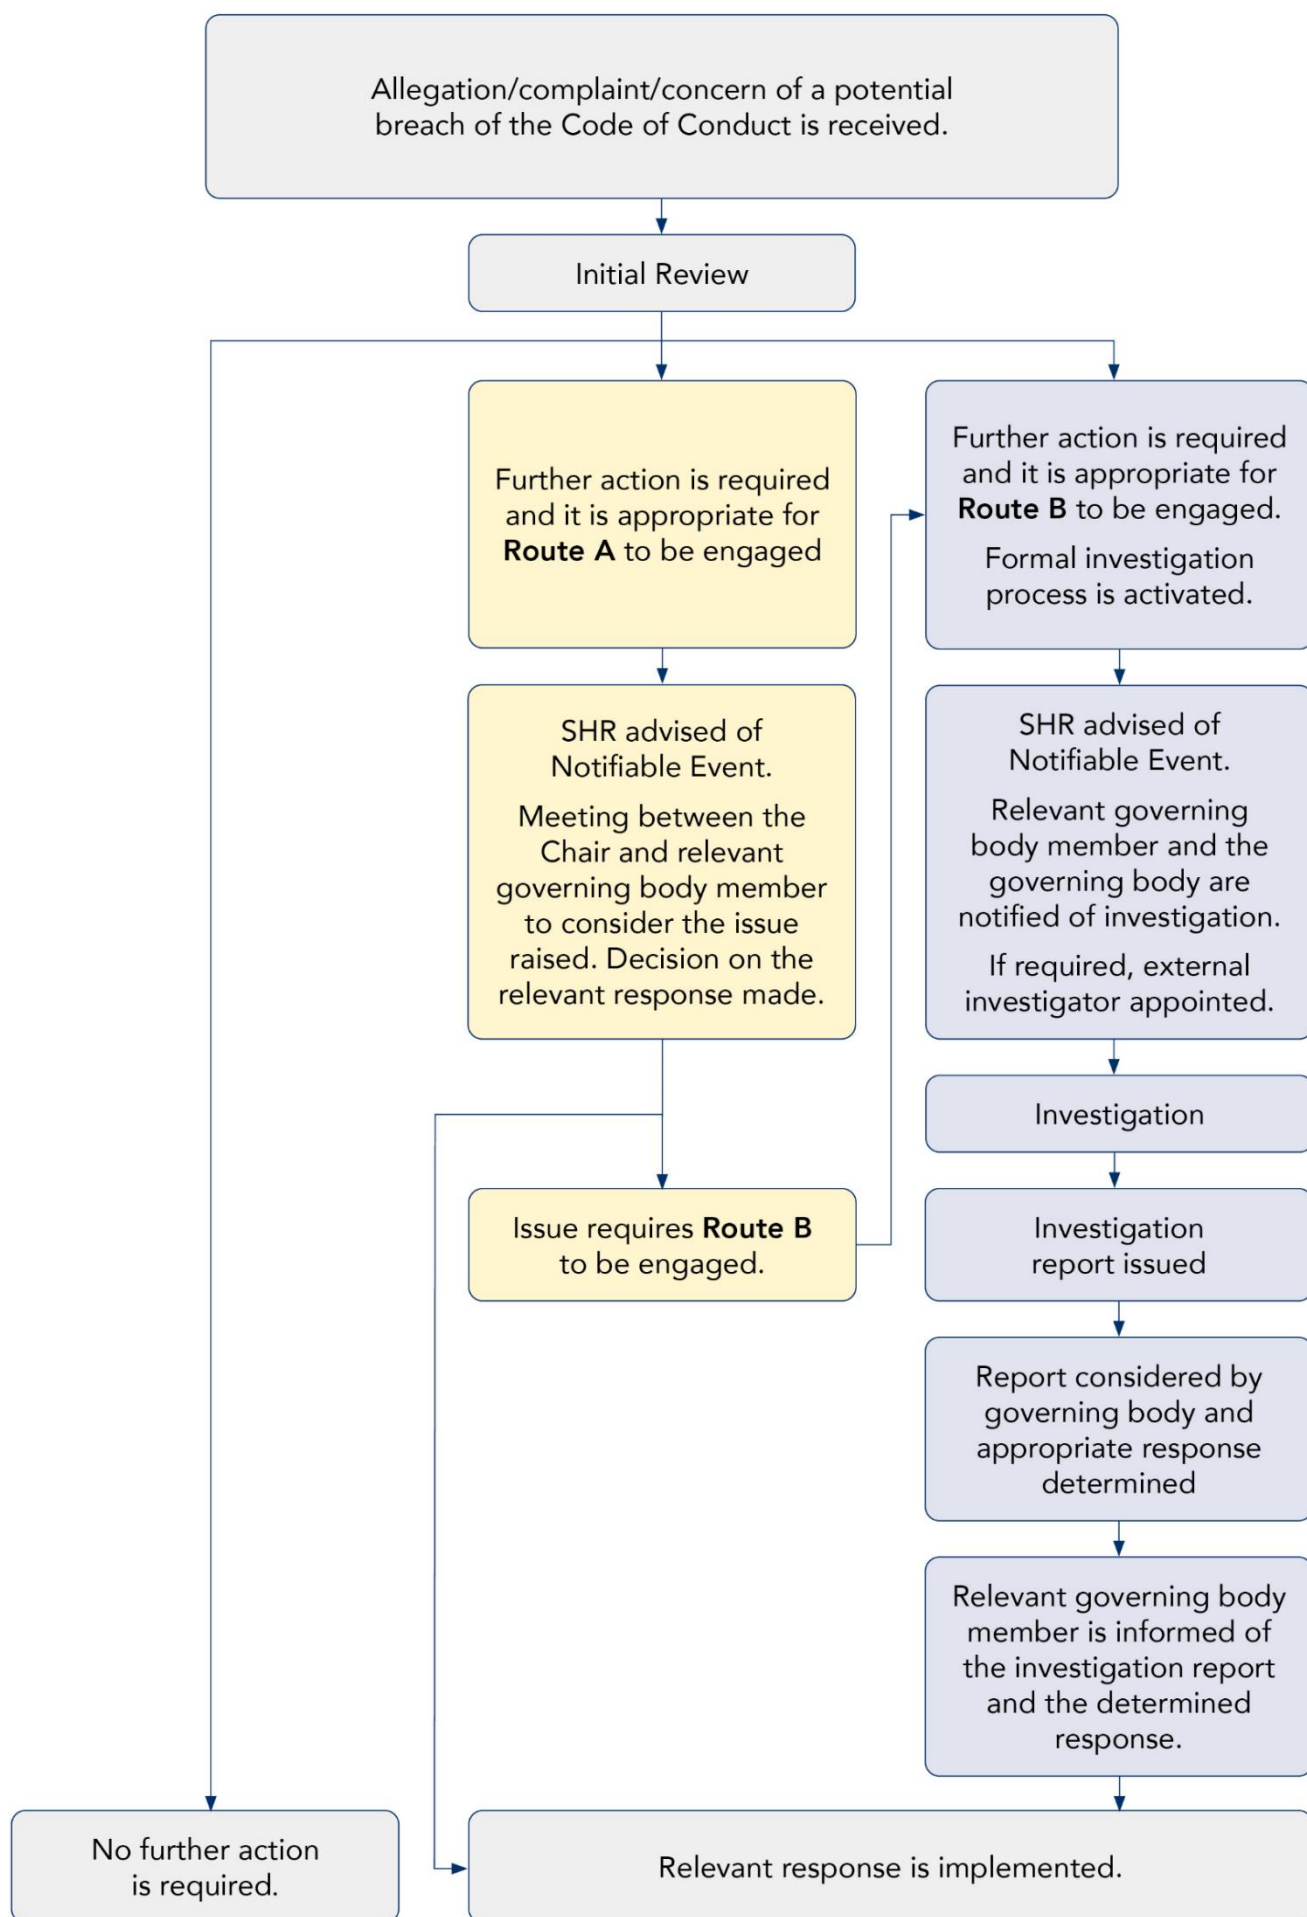 Allegation/complaint/concern of a potential
breach of the Code of Conduct is received.
Initial Review
Further action is required
and it is appropriate for
Route A to be engaged
SHR advised of
Notifiable Event.
Meeting between the
Chair and relevant
governing body member
to consider the issue
raised. Decision on the
relevant response made.
Issue requires Route B
to be engaged.
Further action is required
and it is appropriate for
Route B to be engaged.
Formal investigation
process is activated.
SHR advised of
Notifiable Event.
Relevant governing
body member and the
governing body are
notified of investigation.
If required, external
investigator appointed.
Investigation
Investigation
report issued
Report considered by
governing body and
appropriate response
determined
Relevant governing body
member is informed of
the investigation report
and the determined
response.
No further action
is required.
Relevant response is implemented.